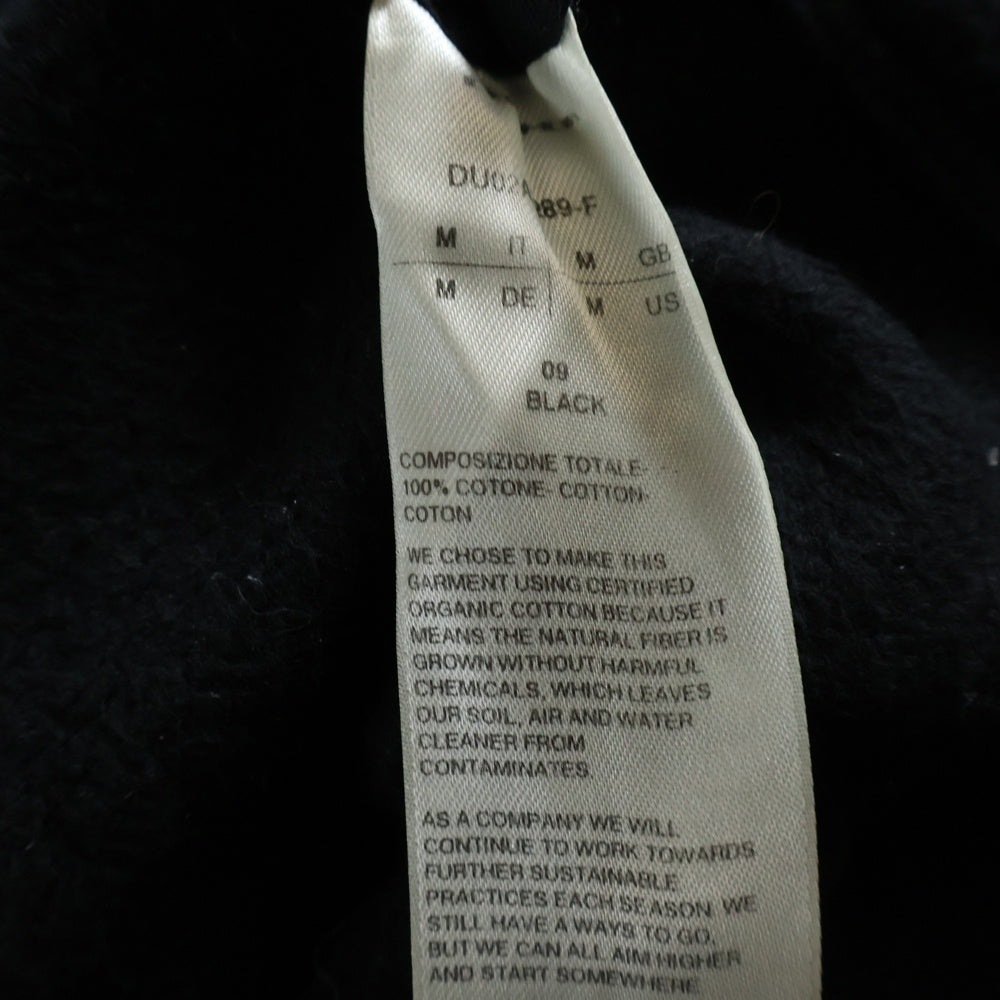 M IT M GB
M DE M US
09
BLACK
COMPOSIZIONE TOTALE-
100% COTONE- COTTON-
COTON
WE CHOSE TO MAKE THIS
GARMENT USING CERTIFIED
ORGANIC COTTON BECAUSE IT
MEANS THE NATURAL FIBER IS
GROWN WITHOUT HARMFUL
CHEMICALS, WHICH LEAVES
OUR SOIL, AIR AND WATER
CLEANER FROM
CONTAMINATES.
AS A COMPANY WE WILL
CONTINUE TO WORK TOWARDS
FURTHER SUSTAINABLE
PRACTICES EACH SEASON. WE
STILL HAVE A WAYS TO GO,
BUT WE CAN ALL AIM HIGHER
AND START SOMEWHERE